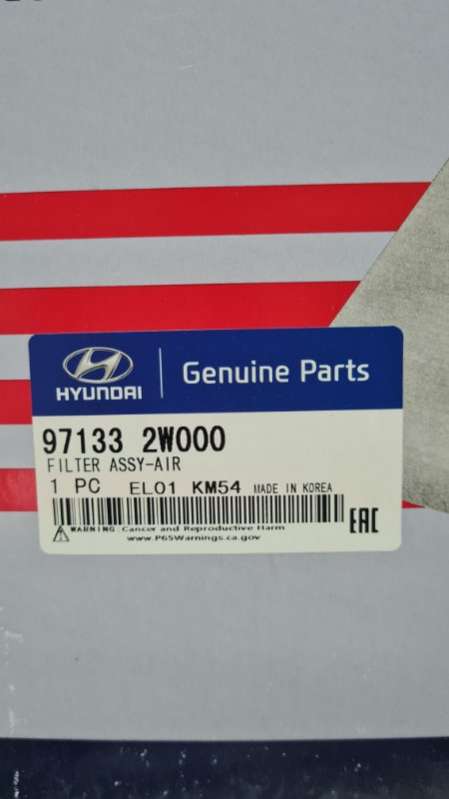 HYUNDAI
Genuine Parts
97133 2W000
FILTER ASSY-AIR
1 PC EL01 KM54 MADE IN KOREA
EAC
WARNING: Cancer and Reproductive Harm
www.P65Warnings.ca.gov